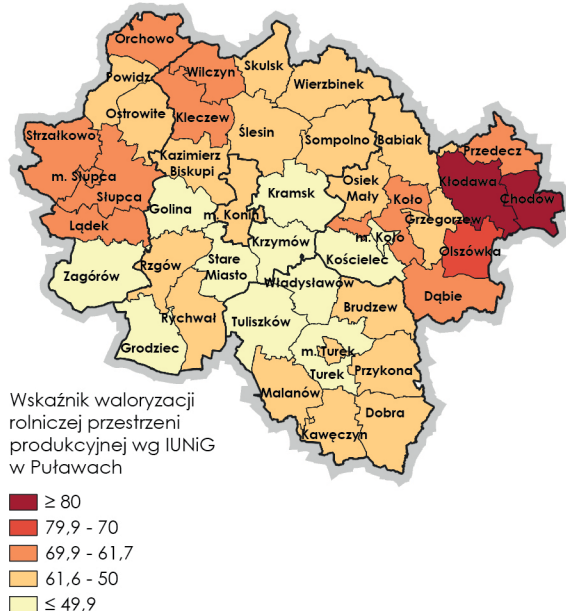 Orchowo
Skulsk
Powidz
Wilczyn
Wierzbinek
Ostrowite
Kleczew
Strzałkowo
Ślesin
Sompolno
Babiak
Przedecz
Kazimierz
Biskupi
m. Słupca
Słupca
Osiek
Mały
Kłodawa
Chodów
Kramsk
Koło
Golina
m. Konin
Grzegorzew
Lądek
Krzymów
m. Koło
Olszówka
Kościelec
Stare
Miasto
Rzgów
Zagórów
Władysławów
Dąbie
Brudzew
Rychwał
Tuliszków
Grodziec
m. Turek
Turek
Przykona
Malanów
Dobra
Kawęczyn
Wskaźnik waloryzacji
rolniczej przestrzeni
produkcyjnej wg IUNiG
w Puławach
≥ 80
79,9 - 70
69,9 - 61,7
61,6 - 50
≤ 49,9